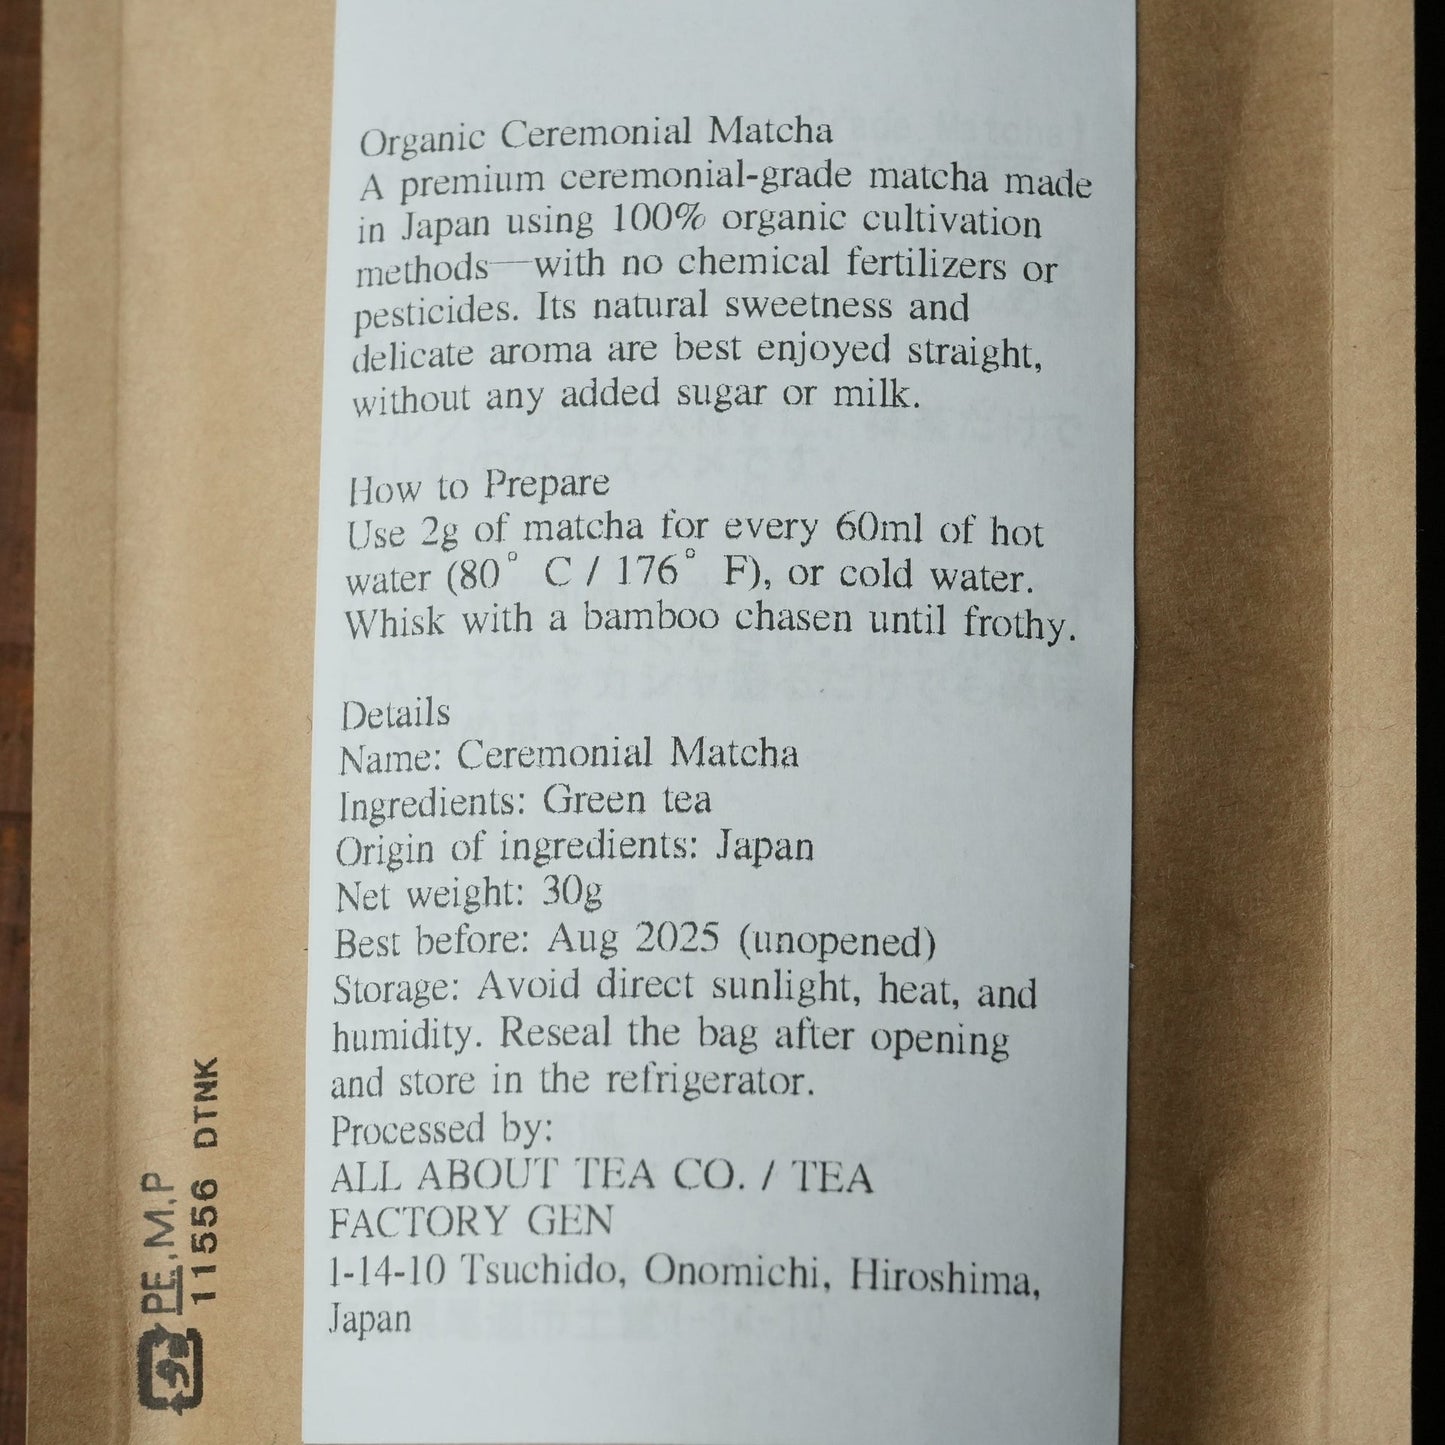 Organic Ceremonial Matcha
A premium ceremonial-grade matcha made
in Japan using 100% organic cultivation
methods—with no chemical fertilizers or
pesticides. Its natural sweetness and
delicate aroma are best enjoyed straight,
without any added sugar or milk.
How to Prepare
Use 2g of matcha for every 60ml of hot
water (80° C / 176° F), or cold water.
Whisk with a bamboo chasen until frothy.
Details
Name: Ceremonial Matcha
Ingredients: Green tea
Origin of ingredients: Japan
Net weight: 30g
Best before: Aug 2025 (unopened)
Storage: Avoid direct sunlight, heat, and
humidity. Reseal the bag after opening
and store in the refrigerator.
Processed by:
ALL ABOUT TEA CO. / TEA
FACTORY GEN
1-14-10 Tsuchido, Onomichi, Hiroshima,
Japan
PE,M,P
11556 DTNK